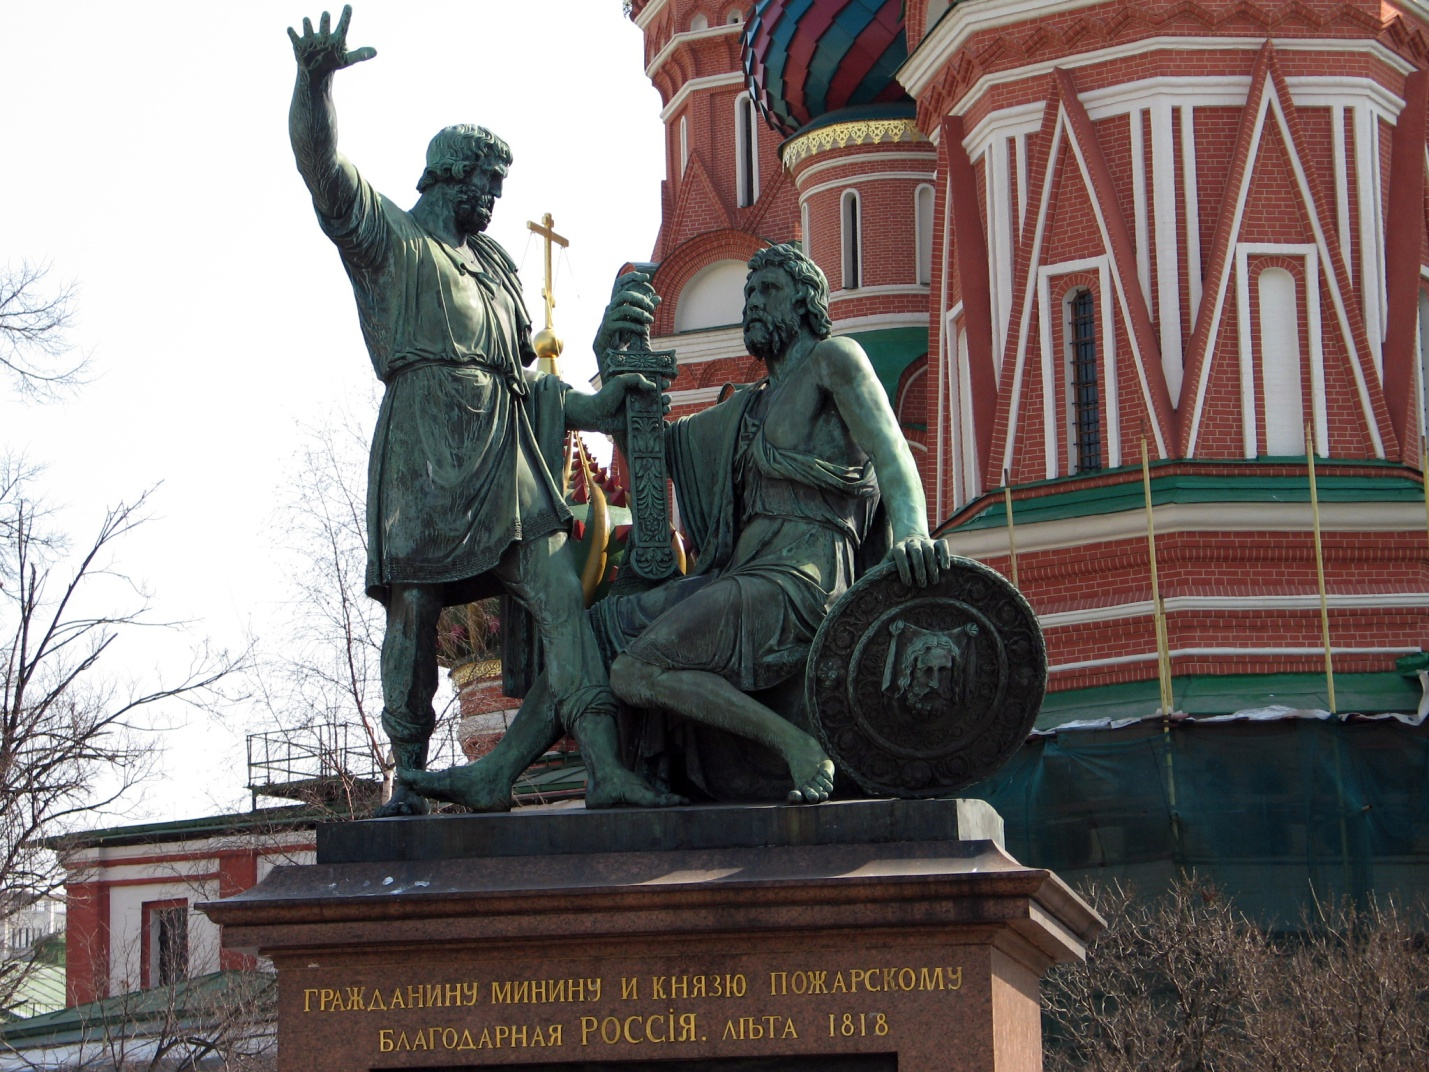 ГРАЖДАНИНУ МИНИНУ И КНЯЗЮ ПОЖАРСКОМУ
БЛАГОДАРНАЯ РОССІЯ. ЛѢТА 1818